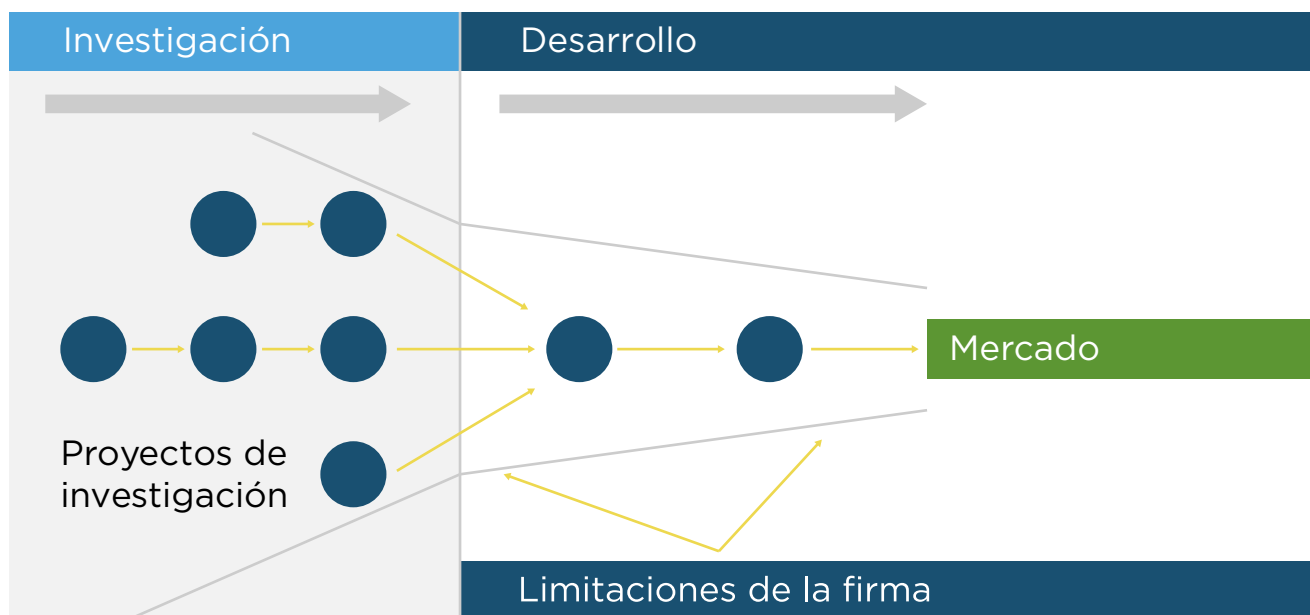 Investigación
Desarrollo
Mercado
Proyectos de
investigación
Limitaciones de la firma